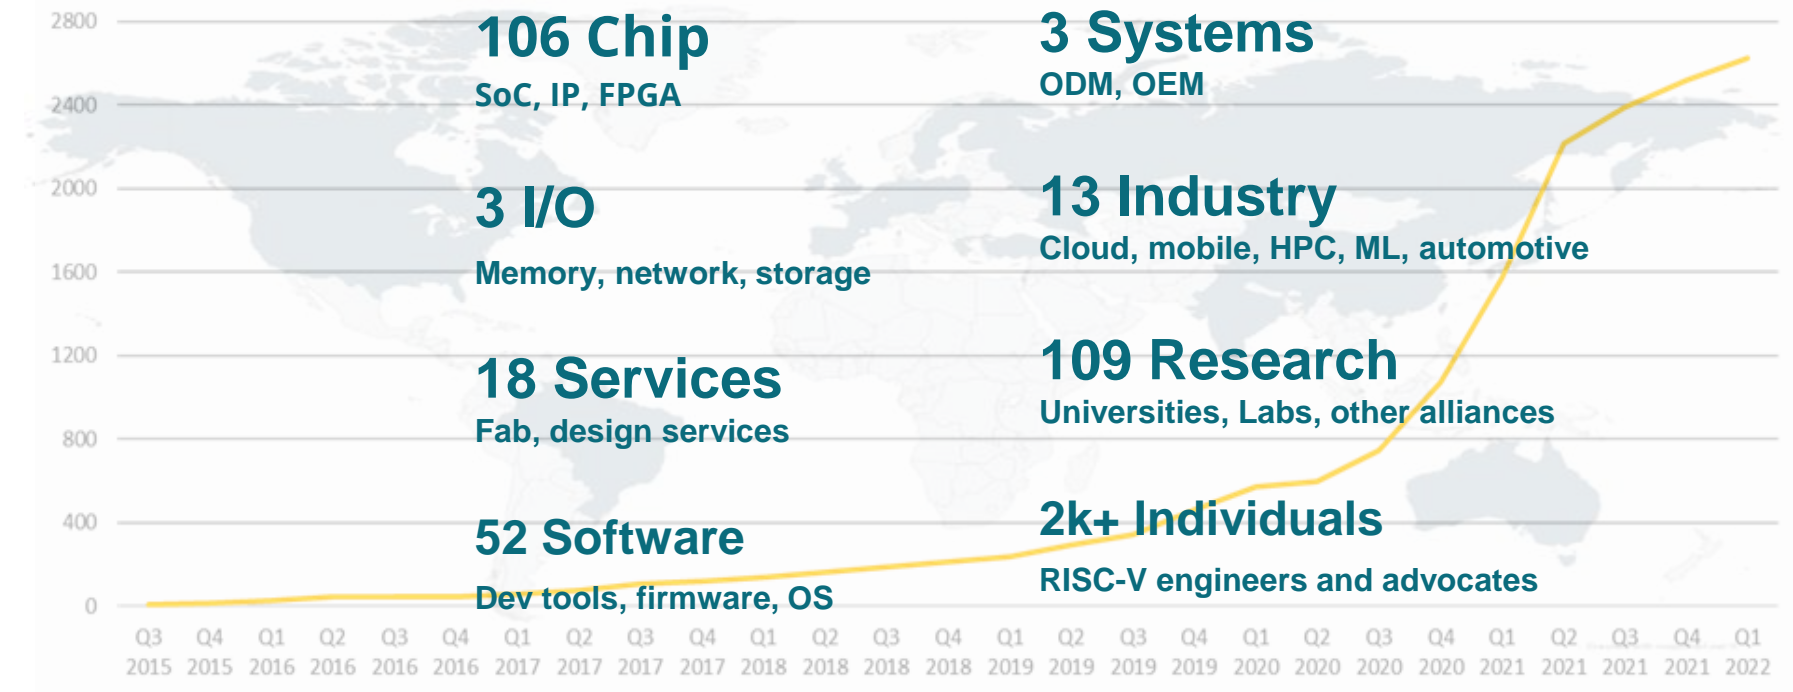 106 Chip
SoC, IP, FPGA
3 I/O
Memory, network, storage
18 Services
Fab, design services
52 Software
Dev tools, firmware, OS
3 Systems
ODM, OEM
13 Industry
Cloud, mobile, HPC, ML, automotive
109 Research
Universities, Labs, other alliances
2k+ Individuals
RISC-V engineers and advocates
2800
2400
2000
1600
1200
800
400
0
Q3 Q4 Q1 Q2 Q3 Q4 Q1 Q2 Q3 Q4 Q1 Q2 Q3 Q4 Q1 Q2 Q3 Q4 Q1 Q2 Q3 Q4 Q1 Q2 Q3 Q4 Q1
2015 2015 2016 2016 2016 2016 2017 2017 2017 2017 2018 2018 2018 2018 2019 2019 2019 2019 2020 2020 2020 2020 2021 2021 2021 2021 2022